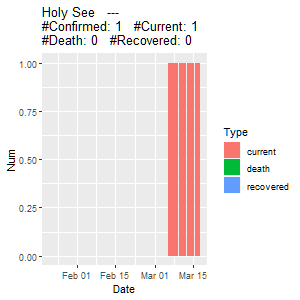 Holy See   ---
#Confirmed: 1   #Current: 1
#Death: 0   #Recovered: 0
1.00
0.75
0.50
0.25
0.00
Num
Feb 01   Feb 15   Mar 01   Mar 15
Date
Type
current
death
recovered